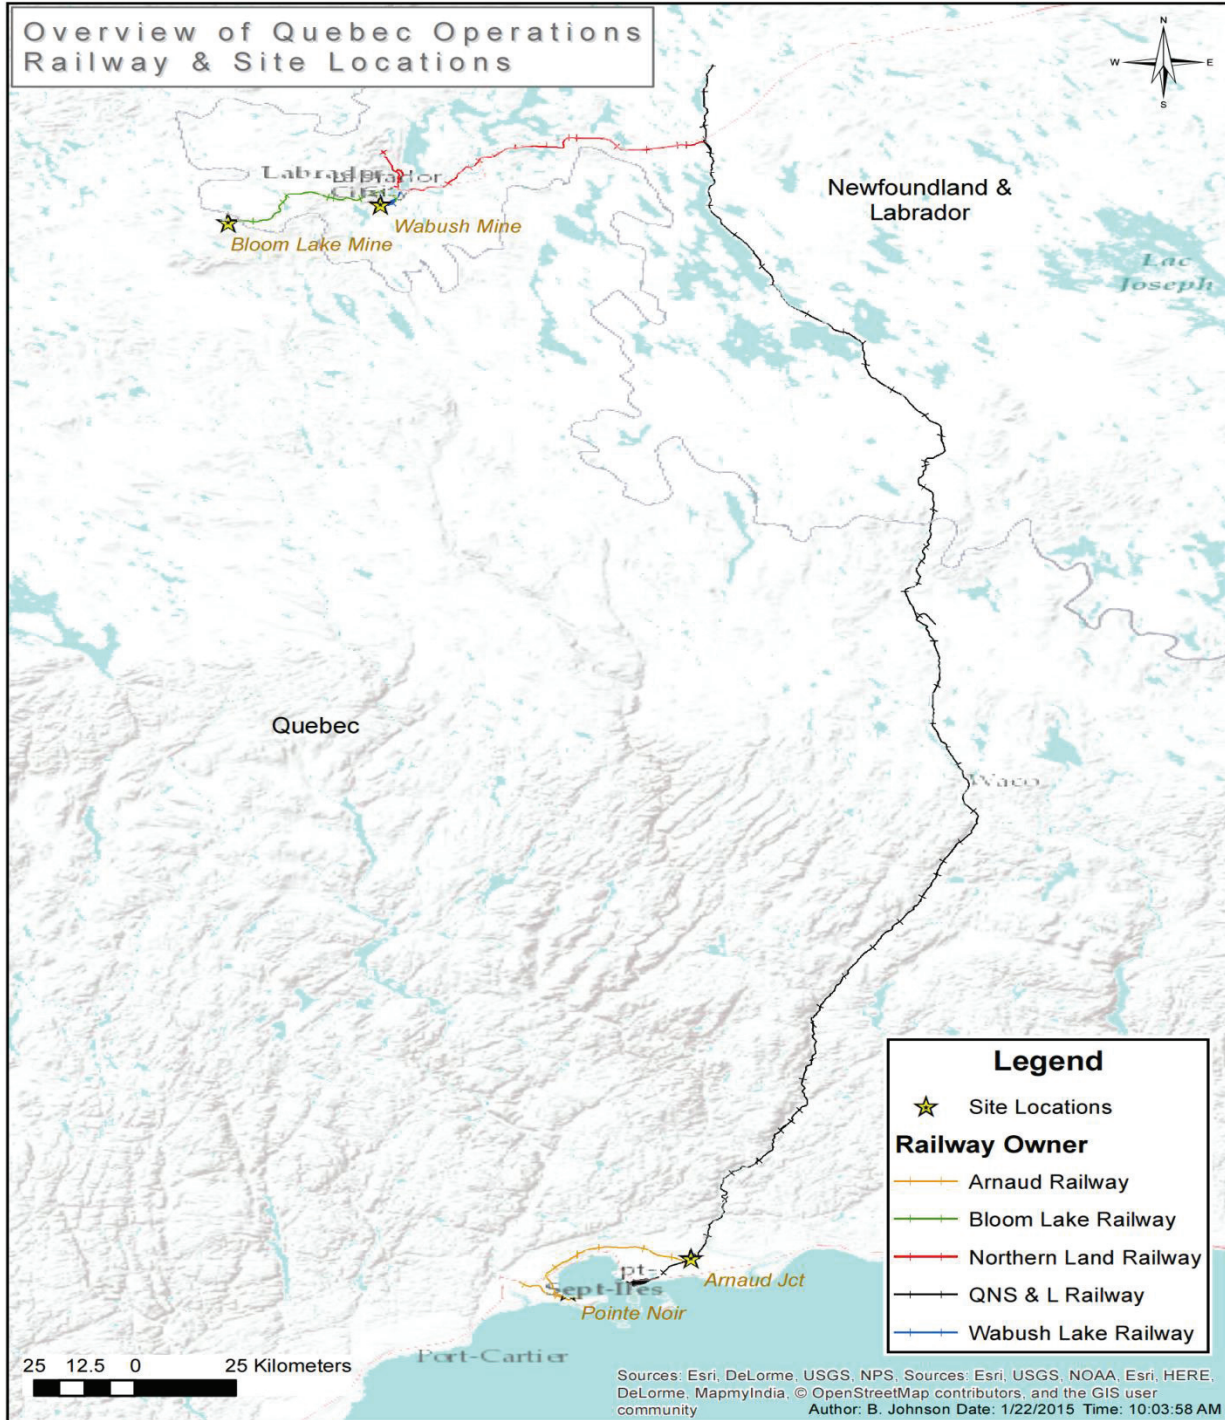 Overview of Quebec Operations
Railway & Site Locations
N
W E
S
Labrador
Labrador
City
Newfoundland &
Labrador
Wabush Mine
Bloom Lake Mine
Lac
Joseph
Quebec
Waco
Legend
Site Locations
Railway Owner
Arnaud Railway
Bloom Lake Railway
Northern Land Railway
QNS & L Railway
Wabush Lake Railway
pt-
Sept-Iles
Arnaud Jct
Pointe Noir
Port-Cartier
25 12.5 0 25 Kilometers
Sources: Esri, DeLorme, USGS, NPS, Sources: Esri, USGS, NOAA, Esri, HERE,
DeLorme, MapmyIndia, © OpenStreetMap contributors, and the GIS user
community
Author: B. Johnson Date: 1/22/2015 Time: 10:03:58 AM